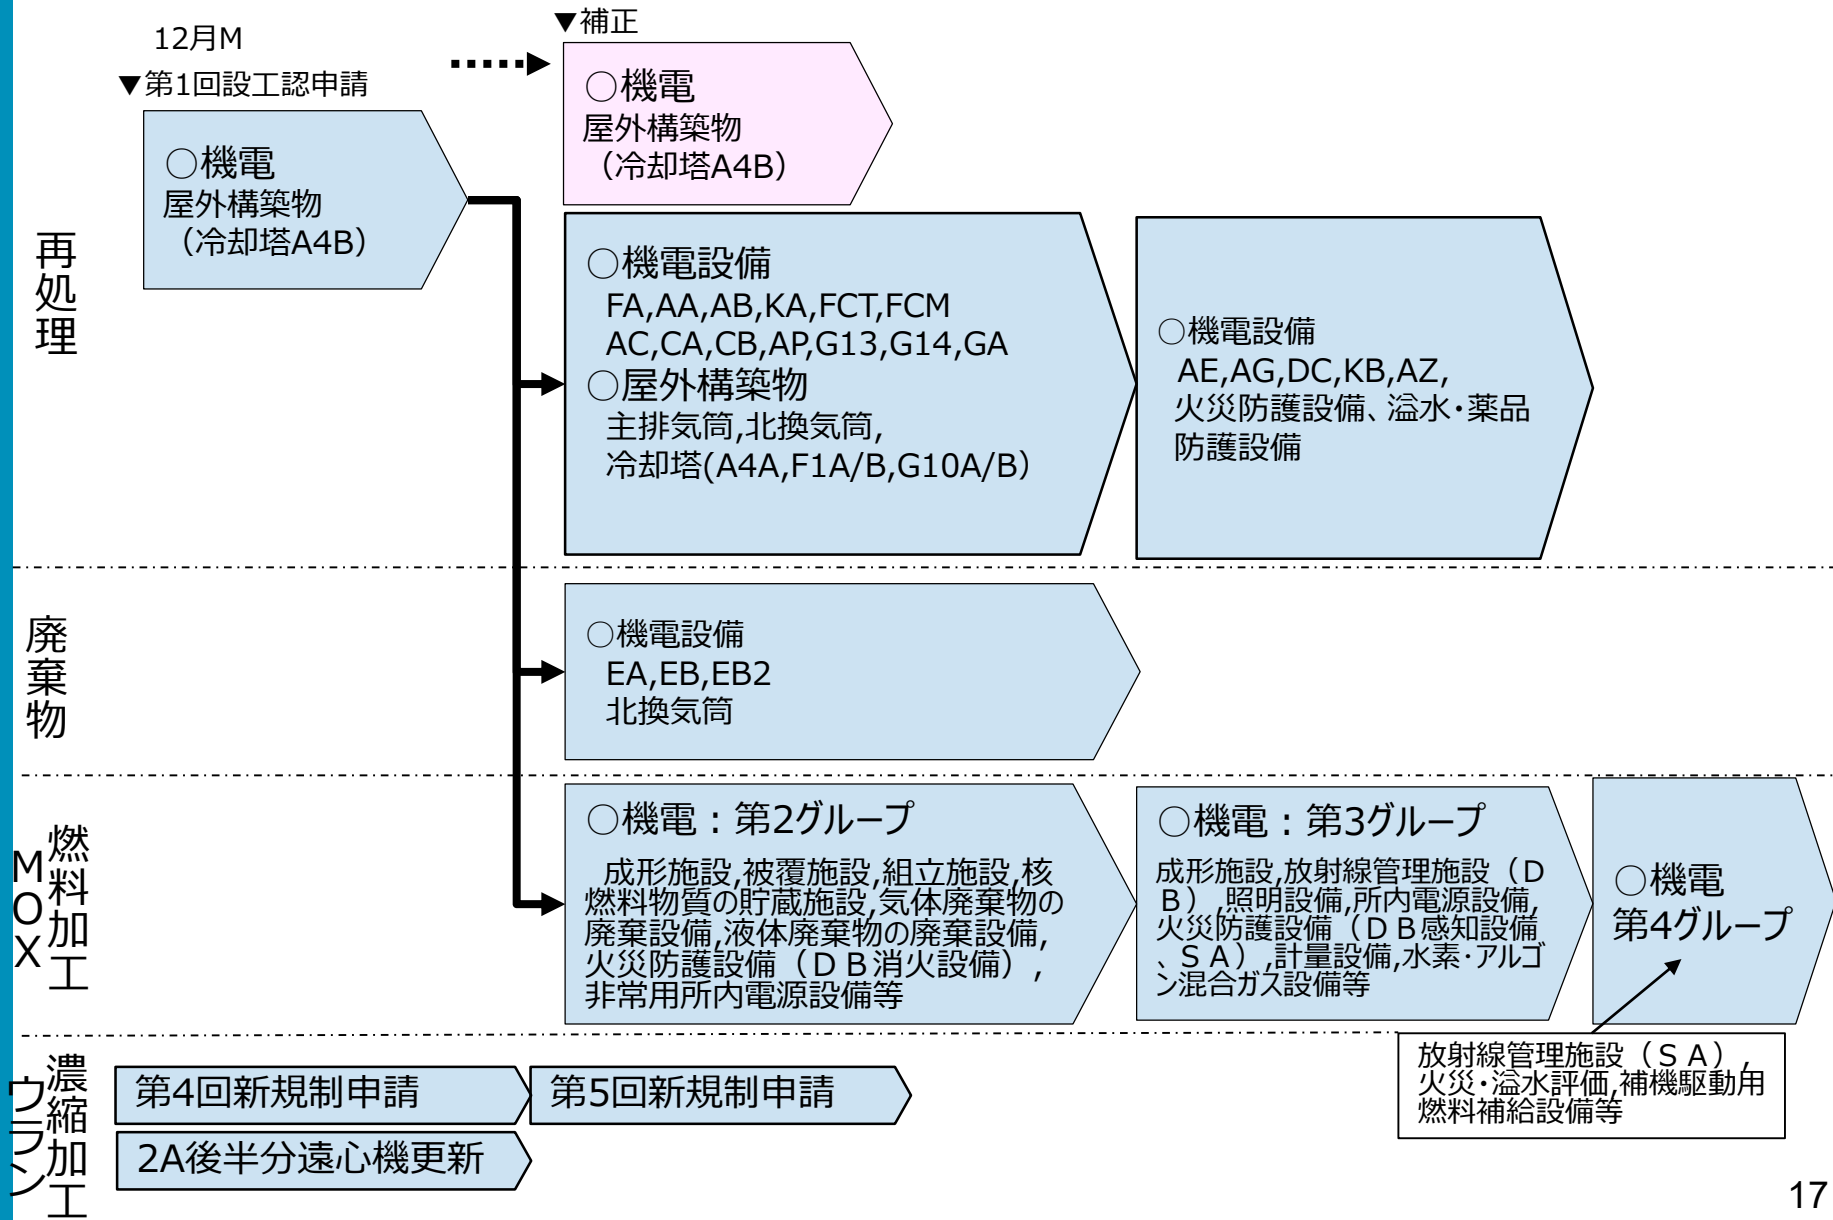 12月M
▼第1回設工認申請
▼補正
再処理
○機電
屋外構築物
（冷却塔A4B）
○機電
屋外構築物
（冷却塔A4B）
○機電設備
FA,AA,AB,KA,FCT,FCM
AC,CA,CB,AP,G13,G14,GA
○屋外構築物
主排気筒,北換気筒,
冷却塔(A4A,F1A/B,G10A/B）
○機電設備
AE,AG,DC,KB,AZ,
火災防護設備、溢水・薬品
防護設備
廃棄物
○機電設備
EA,EB,EB2
北換気筒
MOX
燃料加工
○機電：第2グループ
成形施設,被覆施設,組立施設,核
燃料物質の貯蔵施設,気体廃棄物の
廃棄設備,液体廃棄物の廃棄設備,
火災防護設備（ＤＢ消火設備）,
非常用所内電源設備等
○機電：第3グループ
成形施設,放射線管理施設（Ｄ
Ｂ）,照明設備,所内電源設備,
火災防護設備（ＤＢ感知設備
、ＳＡ）,計量設備,水素・アルゴ
ン混合ガス設備等
○機電
第4グループ
放射線管理施設（ＳＡ）,
火災・溢水評価,補機駆動用
燃料補給設備等
ウラン
濃縮加工
第4回新規制申請
第5回新規制申請
2A後半分遠心機更新
17